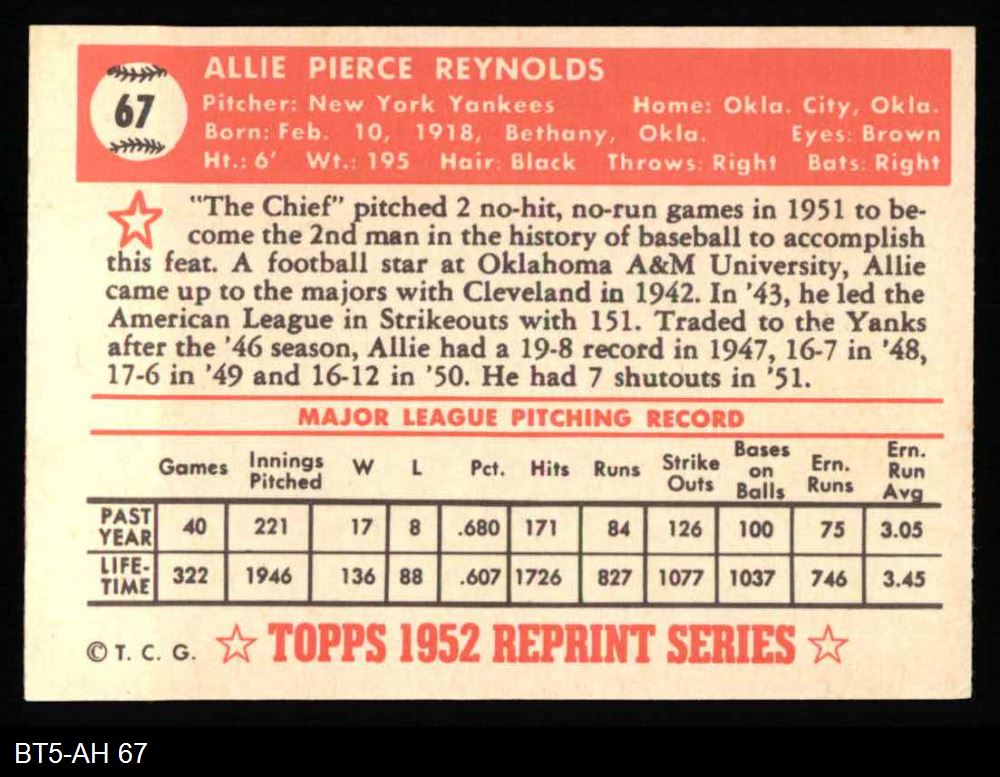 67
ALLIE PIERCE REYNOLDS
Pitcher: New York Yankees Home: Okla. City, Okla.
Born: Feb. 10, 1918, Bethany, Okla. Eyes: Brown
Ht.: 6' Wt.: 195 Hair: Black Throws: Right Bats: Right
"The Chief" pitched 2 no-hit, no-run games in 1951 to be-
come the 2nd man in the history of baseball to accomplish
this feat. A football star at Oklahoma A&M University, Allie
came up to the majors with Cleveland in 1942. In '43, he led the
American League in Strikeouts with 151. Traded to the Yanks
after the '46 season, Allie had a 19-8 record in 1947, 16-7 in '48,
17-6 in '49 and 16-12 in '50. He had 7 shutouts in '51.
MAJOR LEAGUE PITCHING RECORD
Games Innings Pitched W L Pct. Hits Runs Strike Outs Bases on Balls Ern. Runs Ern. Run Avg
PAST YEAR 40 221 17 8 .680 171 84 126 100 75 3.05
LIFE-TIME 322 1946 136 88 .607 1726 827 1077 1037 746 3.45
© T. C. G. TOPPS 1952 REPRINT SERIES
BT5-AH 67